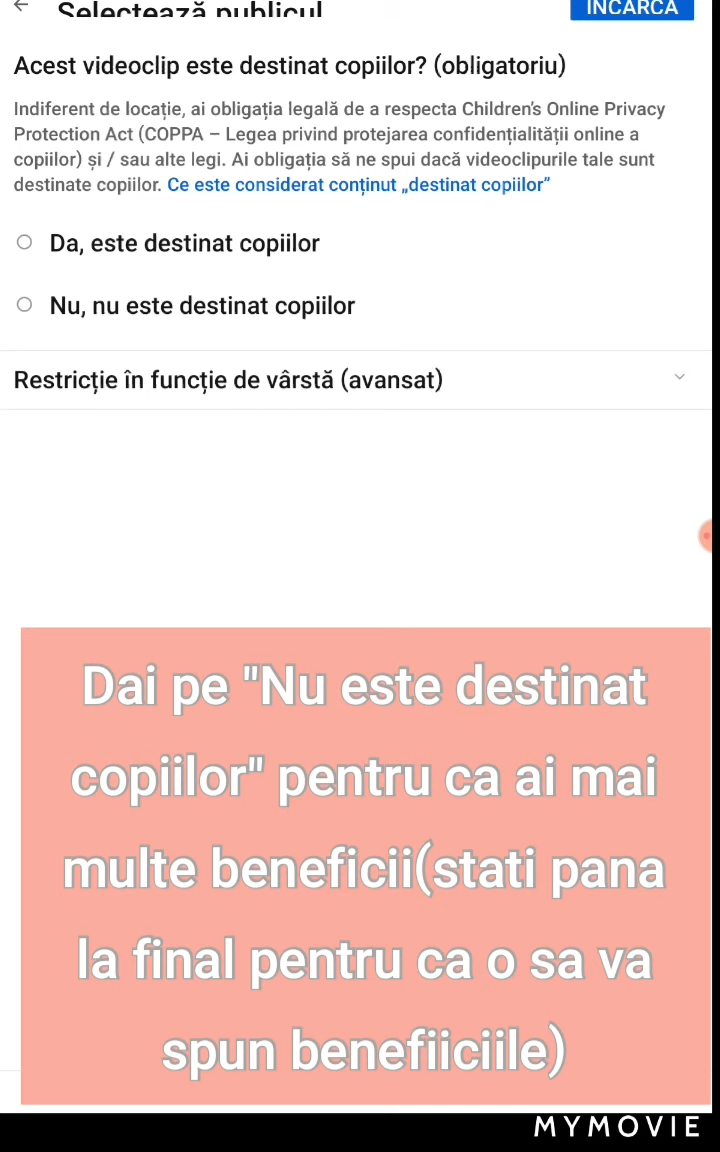 Selectează publicul
ÎNCARCĂ
Acest videoclip este destinat copiilor? (obligatoriu)
Indiferent de locație, ai obligația legală de a respecta Children's Online Privacy
Protection Act (COPPA – Legea privind protejarea confidențialității online a
copiilor) și / sau alte legi. Ai obligația să ne spui dacă videoclipurile tale sunt
destinate copiilor. Ce este considerat conținut „destinat copiilor”
Da, este destinat copiilor
Nu, nu este destinat copiilor
Restricție în funcție de vârstă (avansat)
Dai pe "Nu este destinat
copiilor" pentru ca ai mai
multe beneficii(stati pana
la final pentru ca o sa va
spun benefiiciile)
MYMOVIE